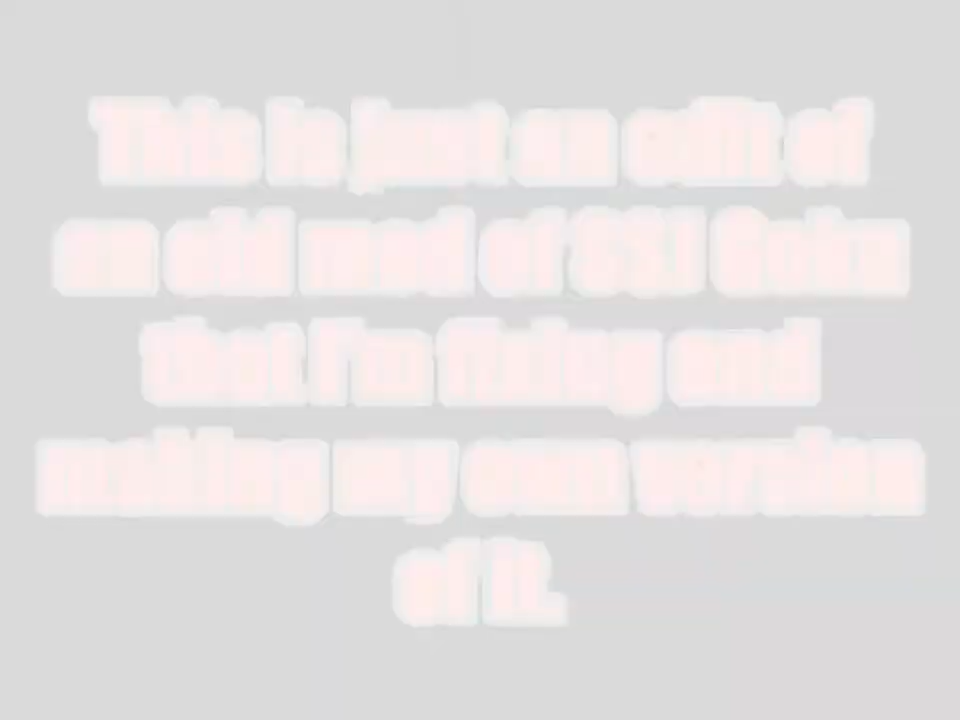 This is just an edit of
an old mod of SSJ Goku
that I'm fixing and
making my own version
of it.